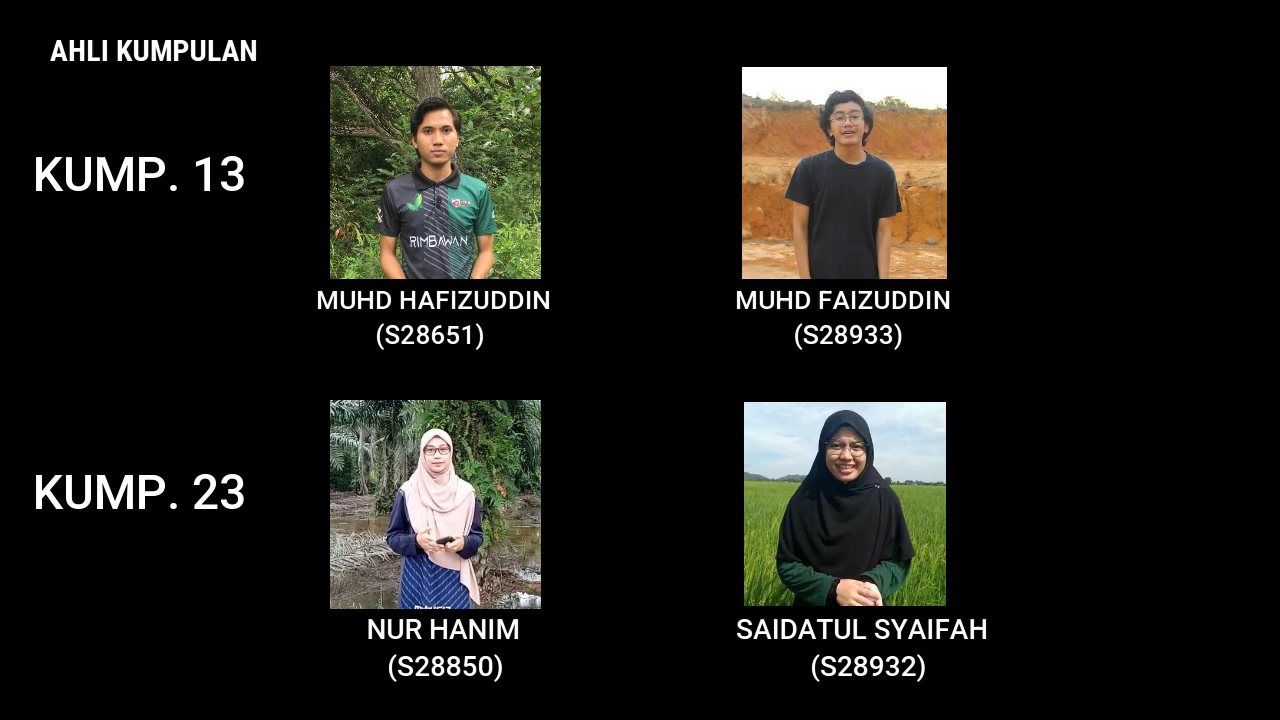 AHLI KUMPULAN
KUMP. 13
RIMBAWAN
MUHD HAFIZUDDIN
(S28651)
MUHD FAIZUDDIN
(S28933)
KUMP. 23
NUR HANIM
(S28850)
SAIDATUL SYAIFAH
(S28932)